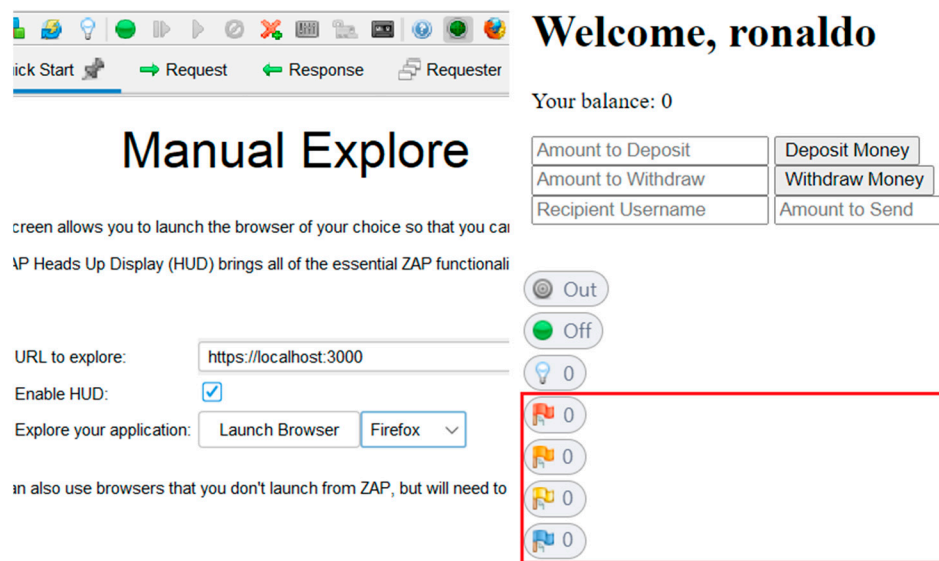 ick Start
Request
Response
Requester
Manual Explore
creen allows you to launch the browser of your choice so that you ca
AP Heads Up Display (HUD) brings all of the essential ZAP functionali
URL to explore: https://localhost:3000
Enable HUD:
Explore your application: Launch Browser Firefox
an also use browsers that you don't launch from ZAP, but will need to
Welcome, ronaldo
Your balance: 0
Amount to Deposit Deposit Money
Amount to Withdraw Withdraw Money
Recipient Username Amount to Send
Out
Off
0
0
0
0
0